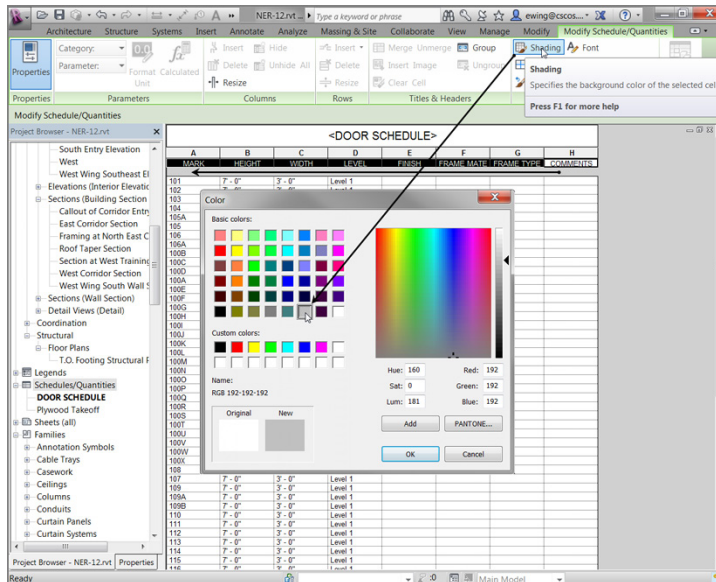 NER-12.rvt ...
Type a keyword or phrase
ewing@cscos...
Architecture Structure Systems Insert Annotate Analyze Massing & Site Collaborate View Manage Modify Modify Schedule/Quantities
Properties
Category:
Parameter:
Format Unit
Calculated
Insert Hide
Delete Unhide All
Resize
Insert
Delete
Resize
Merge Unmerge Group
Insert Image Ungroup
Clear Cell
Shading Font
Properties Parameters Columns Rows Titles & Headers
Shading
Specifies the background color of the selected cel
Press F1 for more help
Modify Schedule/Quantities
Project Browser - NER-12.rvt
South Entry Elevation
West
West Wing Southeast El
Elevations (Interior Elevatio
Sections (Building Section
Callout of Corridor Entry
East Corridor Section
Framing at North East C
Roof Taper Section
Section at West Training
West Corridor Section
West Wing South Wall S
Sections (Wall Section)
Detail Views (Detail)
Coordination
Structural
Floor Plans
T.O. Footing Structural P
Legends
Schedules/Quantities
DOOR SCHEDULE
Plywood Takeoff
Sheets (all)
Families
Annotation Symbols
Cable Trays
Casework
Ceilings
Columns
Conduits
Curtain Panels
Curtain Systems
Project Browser - NER-12.rvt Properties
Ready
<DOOR SCHEDULE>
A B C D E F G H
MARK HEIGHT WIDTH LEVEL FINISH FRAME MATE FRAME TYPE COMMENTS
101 7' - 0" 3' - 0" Level 1
102 7' - 0" 3' - 0" Level 1
103
104
105A
105
106
106A
100B
100C
100D
100A
100E
100F
100G
100H
100I
100J
100K
100L
100M
100N
100O
100P
100Q
100R
100S
100T
100U
100V
100W
100X
108
107 7' - 0" 3' - 0" Level 1
109 7' - 0" 3' - 0" Level 1
109A 7' - 0" 3' - 0" Level 1
109B 7' - 0" 3' - 0" Level 1
110 7' - 0" 3' - 0" Level 1
111 7' - 0" 3' - 0" Level 1
112 7' - 0" 3' - 0" Level 1
113 7' - 0" 3' - 0" Level 1
114 7' - 0" 3' - 0" Level 1
115 7' - 0" 3' - 0" Level 1
116 7' - 0" 3' - 0" Level 1
Color
Basic colors:
Custom colors:
Name:
RGB 192-192-192
Original New
Hue: 160 Red: 192
Sat: 0 Green: 192
Lum: 181 Blue: 192
Add PANTONE...
OK Cancel
:0 Main Model